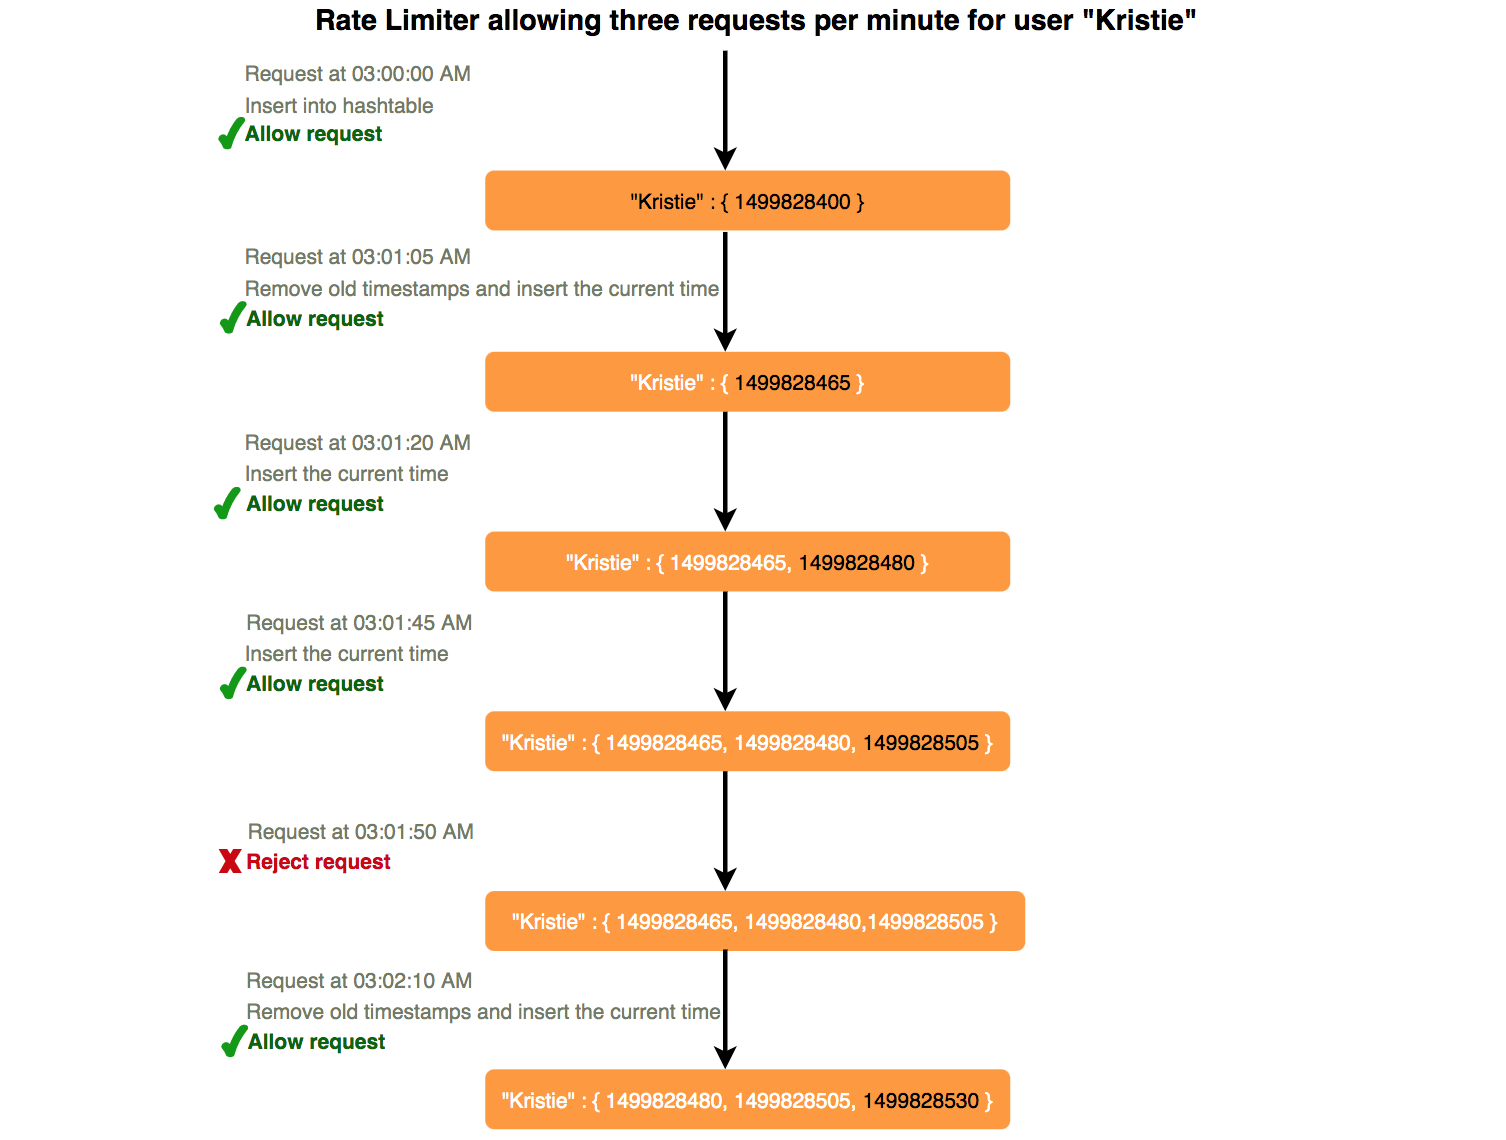 Rate Limiter allowing three requests per minute for user "Kristie"
Request at 03:00:00 AM
Insert into hashtable
Allow request
"Kristie" : { 1499828400 }
Request at 03:01:05 AM
Remove old timestamps and insert the current time
Allow request
"Kristie" : { 1499828465 }
Request at 03:01:20 AM
Insert the current time
Allow request
"Kristie" : { 1499828465, 1499828480 }
Request at 03:01:45 AM
Insert the current time
Allow request
"Kristie" : { 1499828465, 1499828480, 1499828505 }
Request at 03:01:50 AM
Reject request
"Kristie" : { 1499828465, 1499828480,1499828505 }
Request at 03:02:10 AM
Remove old timestamps and insert the current time
Allow request
"Kristie" : { 1499828480, 1499828505, 1499828530 }